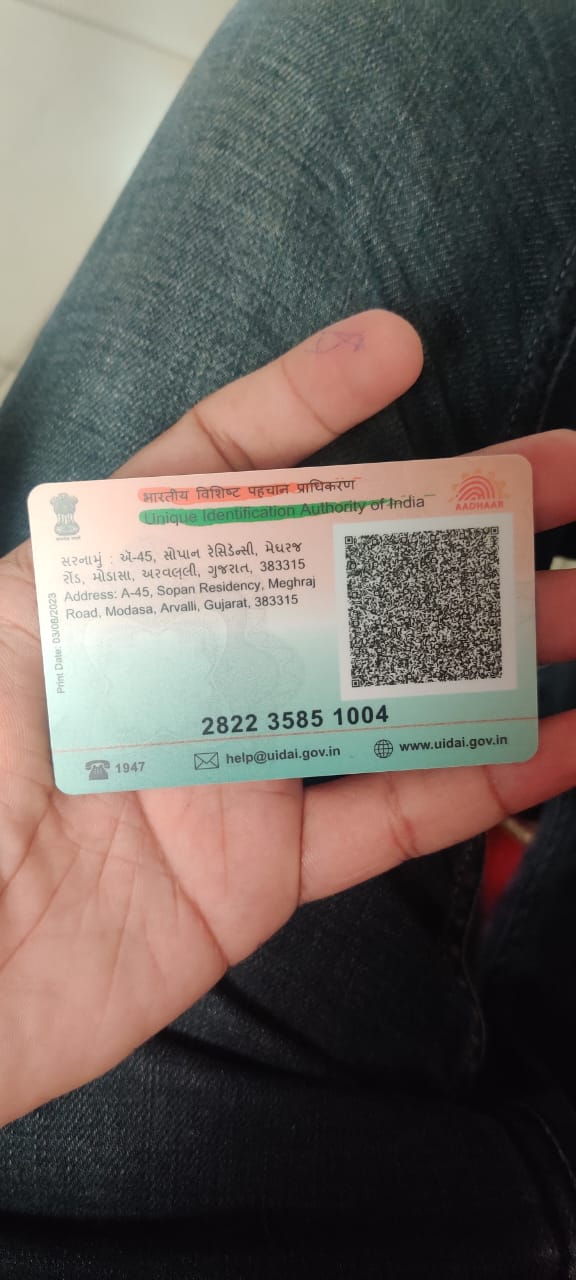 भारतीय विशिष्ट पहचान प्राधिकरण
Unique Identification Authority of India
AADHAAR
સરનામું : એ-45, સોપાન રેસિડેન્સી, મેઘરજ
રોડ, મોડાસા, અરવલ્લી, ગુજરાત, 383315
Address: A-45, Sopan Residency, Meghraj
Road, Modasa, Arvalli, Gujarat, 383315
Print Date: 03/08/2023
2822 3585 1004
1947
help@uidai.gov.in
www.uidai.gov.in